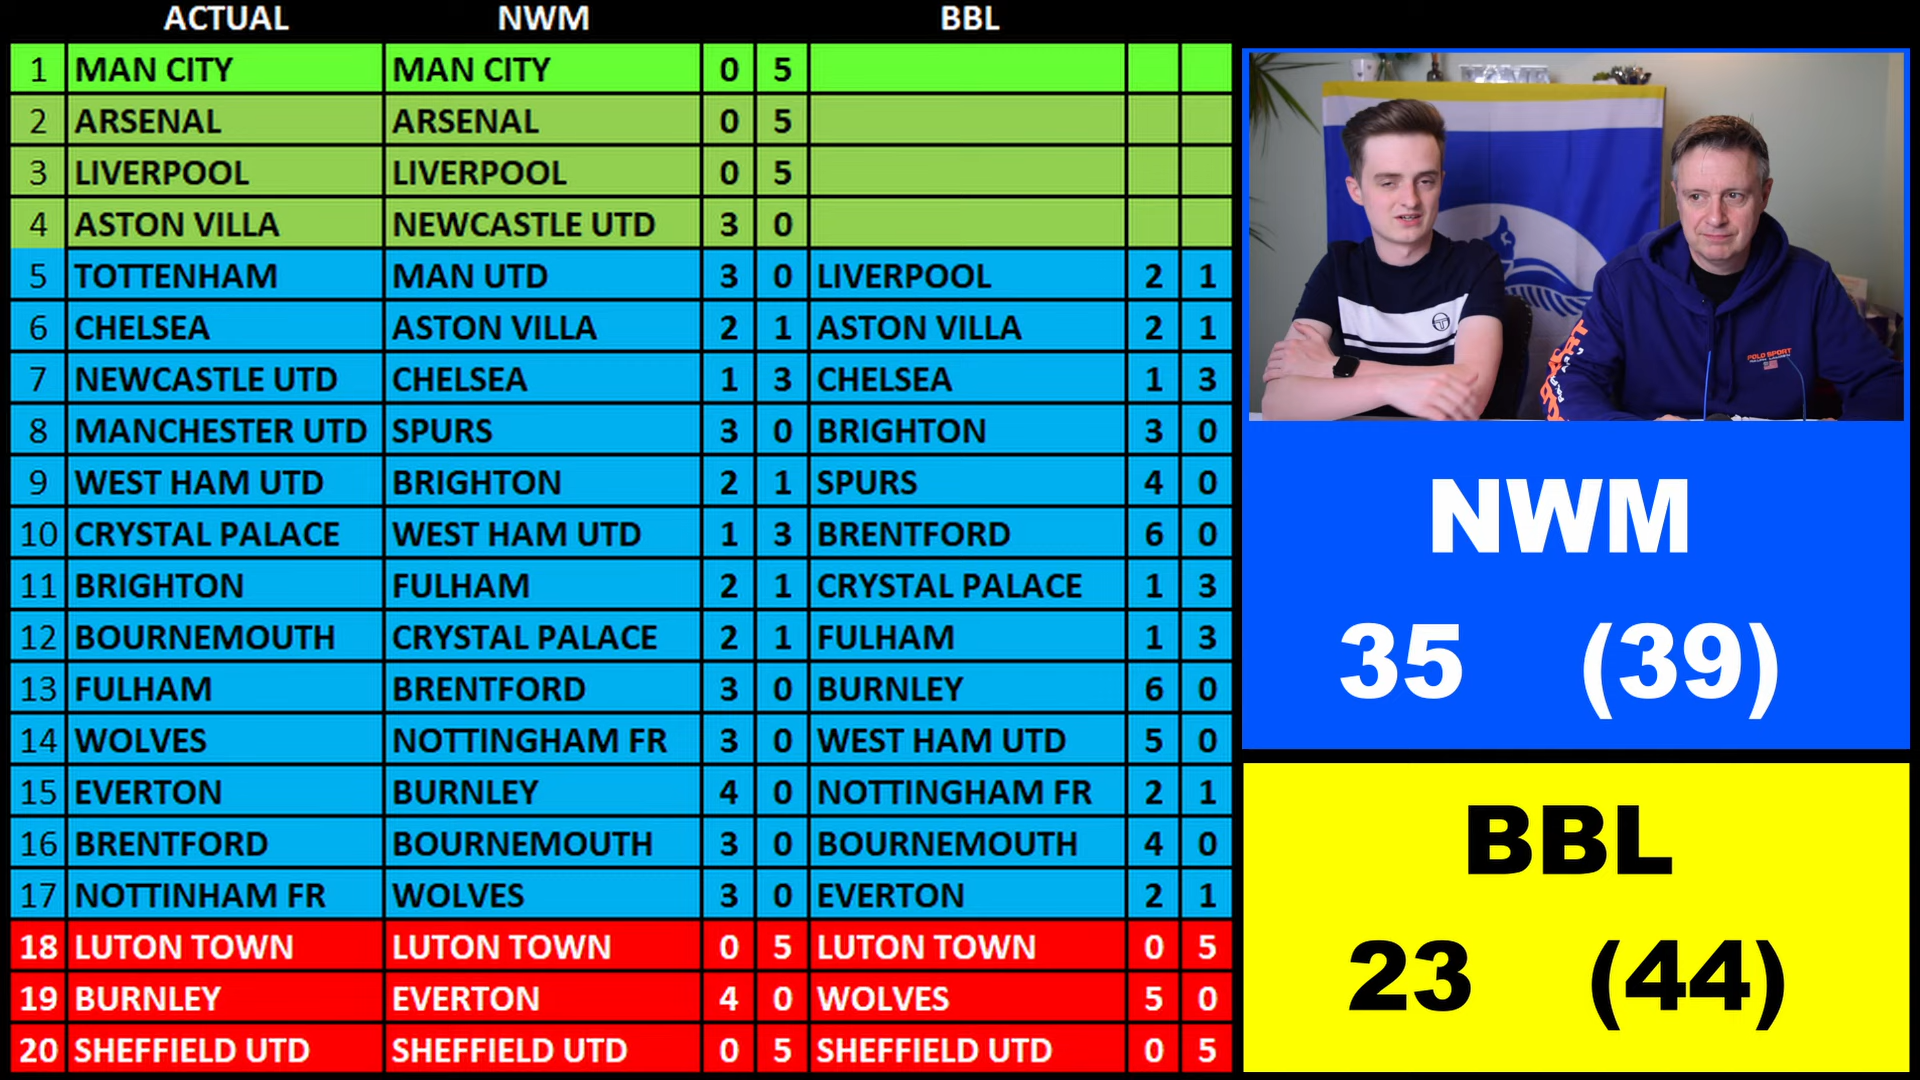 ACTUAL NWM BBL
1 MAN CITY MAN CITY 0 5
2 ARSENAL ARSENAL 0 5
3 LIVERPOOL LIVERPOOL 0 5
4 ASTON VILLA NEWCASTLE UTD 3 0
5 TOTTENHAM MAN UTD 3 0 LIVERPOOL 2 1
6 CHELSEA ASTON VILLA 2 1 ASTON VILLA 2 1
7 NEWCASTLE UTD CHELSEA 1 3 CHELSEA 1 3
8 MANCHESTER UTD SPURS 3 0 BRIGHTON 3 0
9 WEST HAM UTD BRIGHTON 2 1 SPURS 4 0
10 CRYSTAL PALACE WEST HAM UTD 1 3 BRENTFORD 6 0
11 BRIGHTON FULHAM 2 1 CRYSTAL PALACE 1 3
12 BOURNEMOUTH CRYSTAL PALACE 2 1 FULHAM 1 3
13 FULHAM BRENTFORD 3 0 BURNLEY 6 0
14 WOLVES NOTTINGHAM FR 3 0 WEST HAM UTD 5 0
15 EVERTON BURNLEY 4 0 NOTTINGHAM FR 2 1
16 BRENTFORD BOURNEMOUTH 3 0 BOURNEMOUTH 4 0
17 NOTTINHAM FR WOLVES 3 0 EVERTON 2 1
18 LUTON TOWN LUTON TOWN 0 5 LUTON TOWN 0 5
19 BURNLEY EVERTON 4 0 WOLVES 5 0
20 SHEFFIELD UTD SHEFFIELD UTD 0 5 SHEFFIELD UTD 0 5
POLO SPORT
NWM
35 (39)
BBL
23 (44)